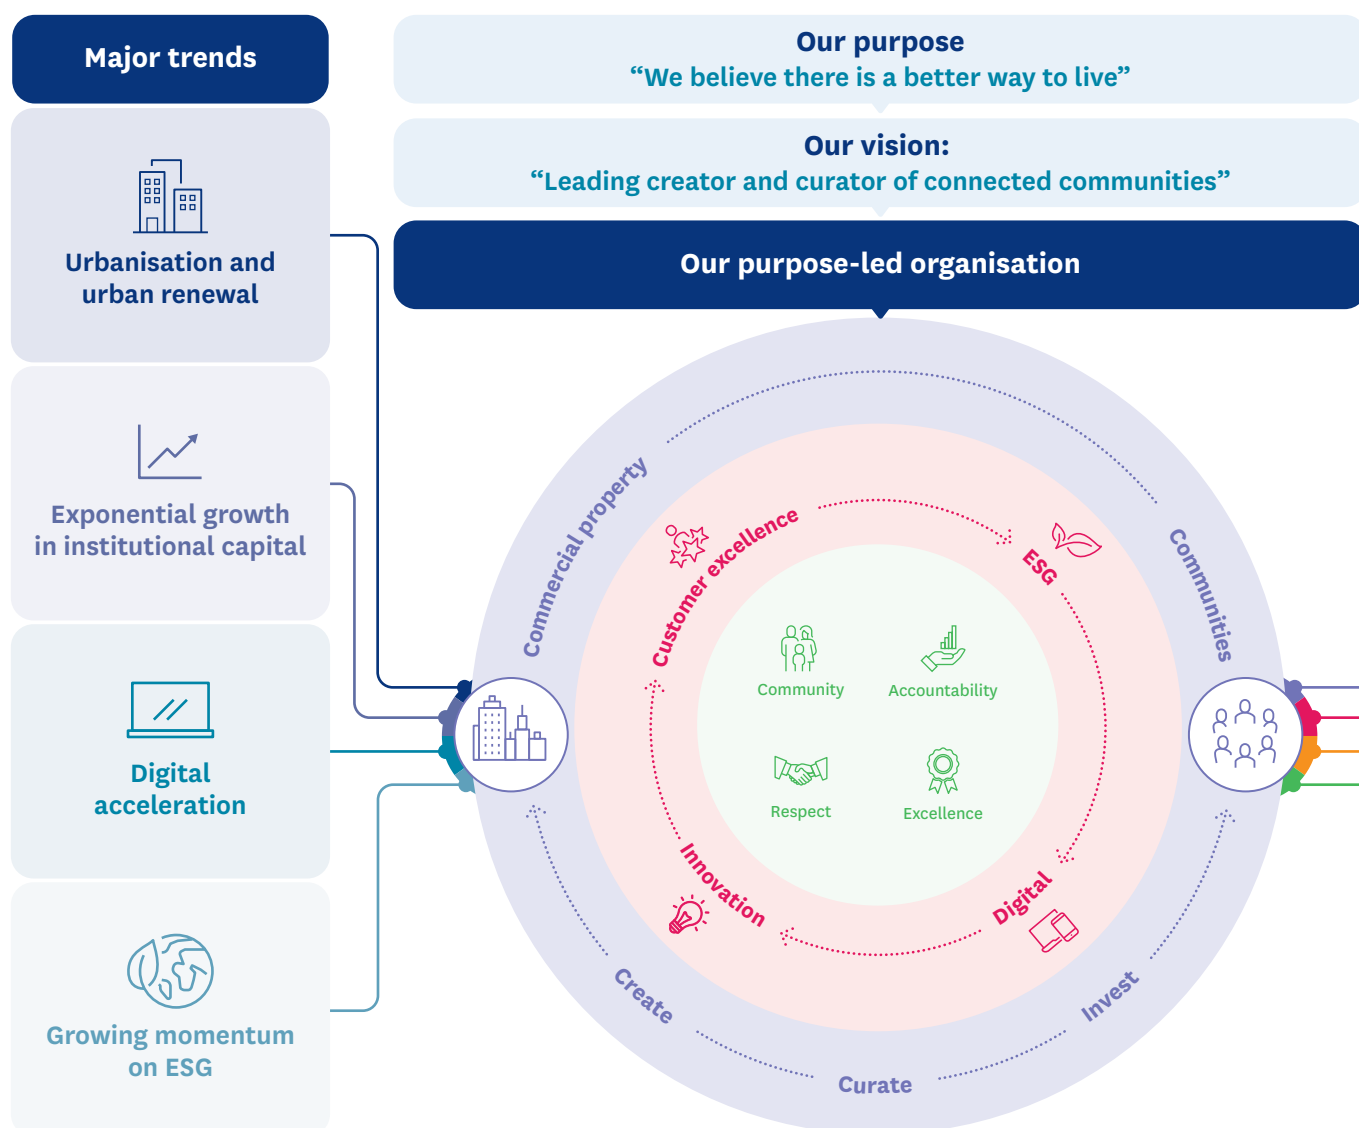 Major trends
Urbanisation and
urban renewal
Exponential growth
in institutional capital
Digital
acceleration
Growing momentum
on ESG
Our purpose
“We believe there is a better way to live”
Our vision:
“Leading creator and curator of connected communities”
Our purpose-led organisation
Commercial property
Communities
Customer excellence
ESG
Community
Accountability
Respect
Excellence
Innovation
Digital
Create
Invest
Curate